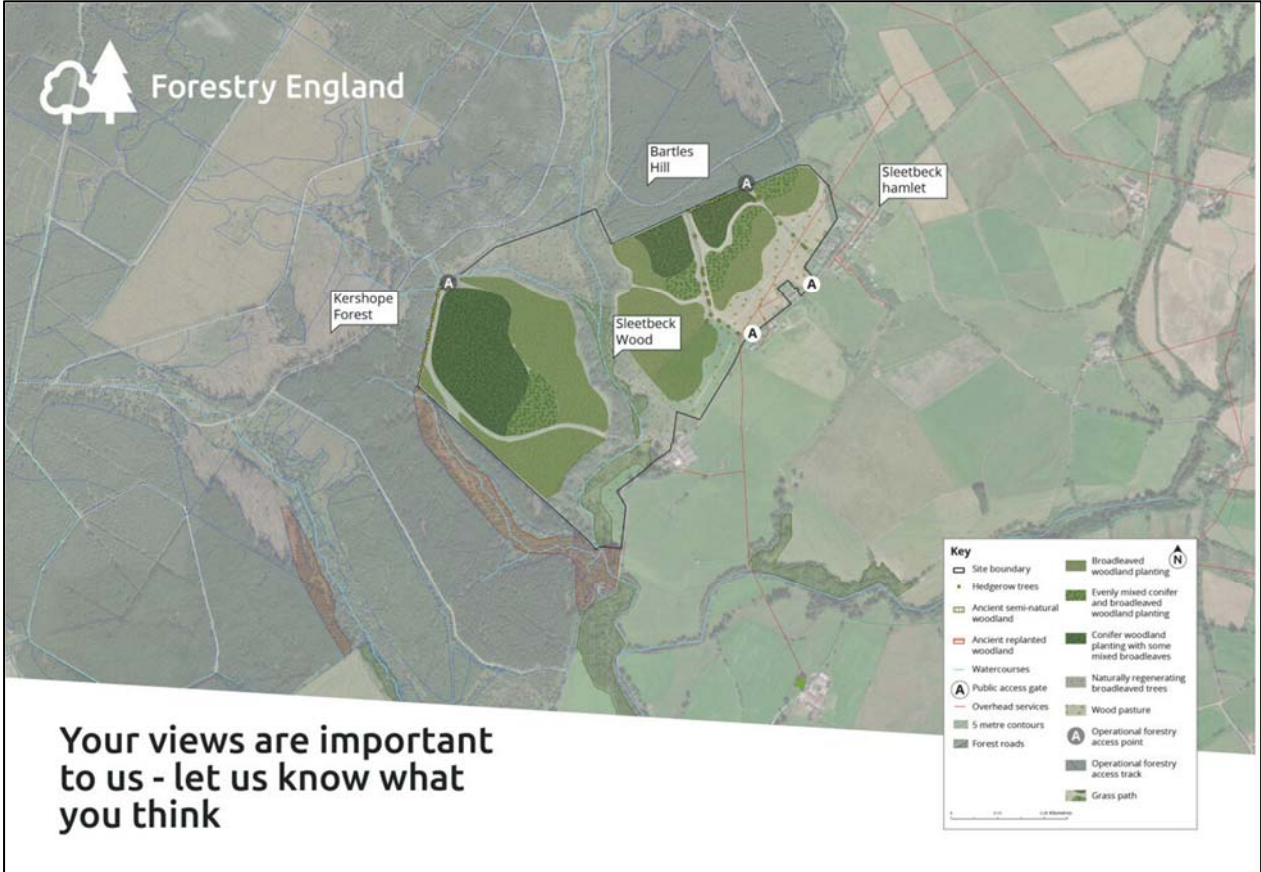 Forestry England
Bartles
Hill
Sleetbeck
hamlet
A
A
Kershope
Forest
A
Sleetbeck
Wood
A
Key
N
Site boundary
Hedgerow trees
Ancient semi-natural
woodland
Ancient replanted
woodland
Watercourses
A Public access gate
Overhead services
5 metre contours
Forest roads
Broadleaved
woodland planting
Evenly mixed conifer
and broadleaved
woodland planting
Conifer woodland
planting with some
mixed broadleaves
Naturally regenerating
broadleaved trees
Wood pasture
A Operational forestry
access point
Operational forestry
access track
Grass path
Kilometres
Your views are important
to us - let us know what
you think